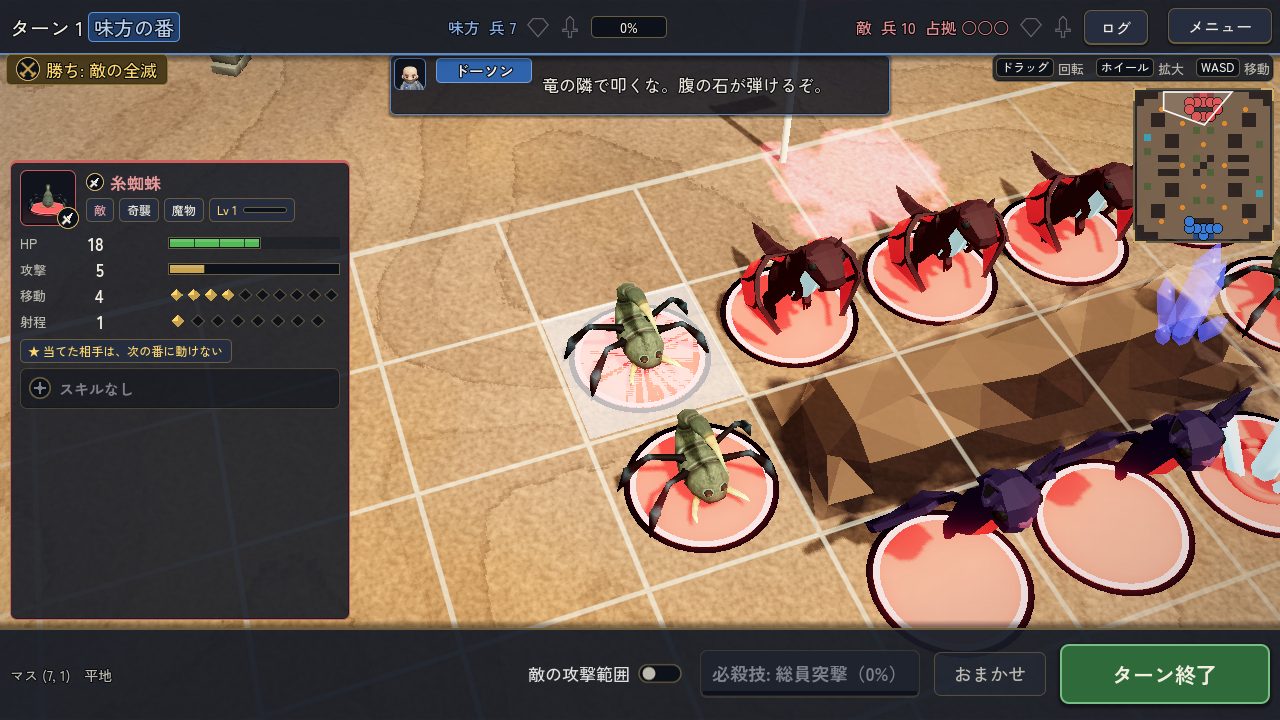 ターン 1 味方の番
味方 兵 7
0%
敵 兵 10 占拠
ログ
メニュー
勝ち: 敵の全滅
ドーソン
竜の隣で叩くな。腹の石が弾けるぞ。
ドラッグ 回転 ホイール 拡大 WASD 移動
糸蜘蛛
敵 奇襲 魔物 Lv 1
HP 18
攻撃 5
移動 4
射程 1
★ 当てた相手は、次の番に動けない
スキルなし
マス (7, 1) 平地
敵の攻撃範囲
必殺技: 総員突撃 (0%)
おまかせ
ターン終了